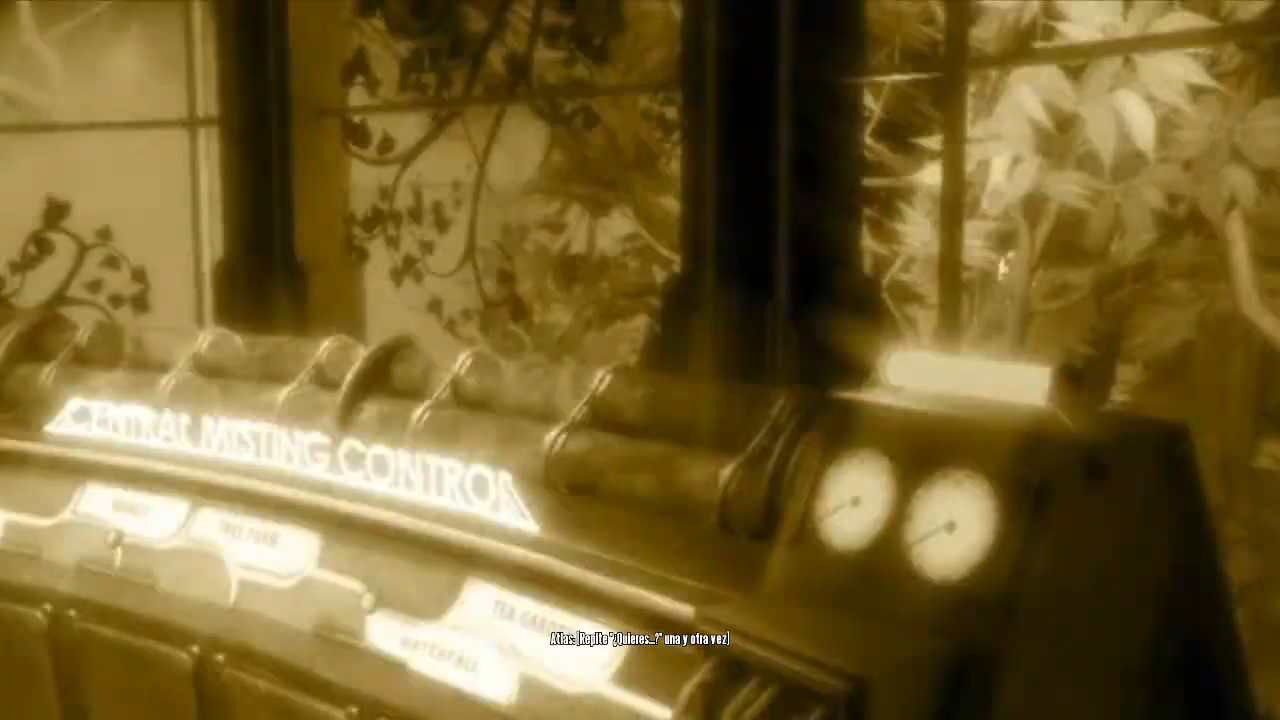 CENTRAL MISTING CONTROL
TREE FARM
TEA GARDEN
WATERFALL
Atlas: [Repite "¿Quieres...?" una y otra vez]